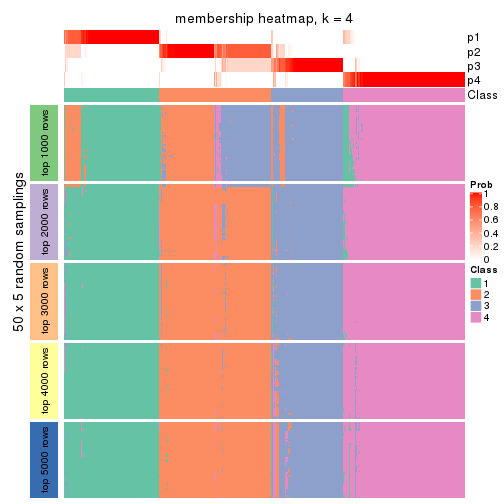 membership heatmap, k = 4
p1
p2
p3
p4
Class
50 x 5 random samplings
top 1000 rows
top 2000 rows
top 3000 rows
top 4000 rows
top 5000 rows
Prob
1
0.8
0.6
0.4
0.2
0
Class
1
2
3
4